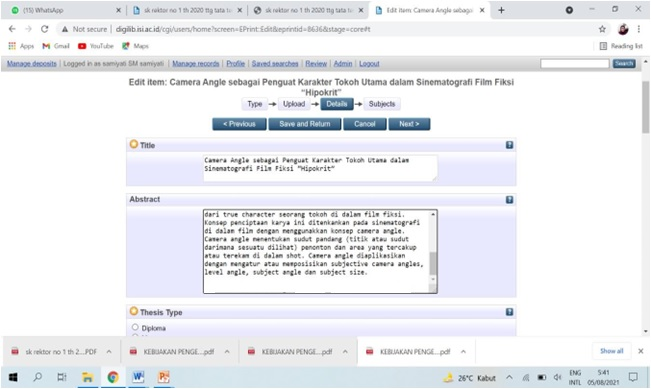 (15) WhatsApp
sk rektor no 1 th 2020 ttg tata t
sk rektor no 1 th 2020 ttg tata t
Edit item: Camera Angle sebagai
Not secure | digilib.isi.ac.id/cgi/users/home?screen=EPrint:Edit&eprintid=8636&stage=core#t
Apps
Gmail
YouTube
Maps
Reading list
Manage deposits | Logged in as samiyati SM samiyati | Manage records | Profile | Saved searches | Review | Admin | Logout
Search
Edit item: Camera Angle sebagai Penguat Karakter Tokoh Utama dalam Sinematografi Film Fiksi
"Hipokrit"
Type → Upload → Details → Subjects
< Previous
Save and Return
Cancel
Next >
Title
?
Camera Angle sebagai Penguat Karakter Tokoh Utama dalam
Sinematografi Film Fiksi "Hipokrit"
Abstract
?
dari true character seorang tokoh di dalam film fiksi.
Konsep penciptaan karya ini ditenkankan pada sinematografi
di dalam film dengan menggunakkan konsep camera angle.
Camera angle menentukan sudut pandang (titik atau sudut
darimana sesuatu dilihat) penonton dan area yang tercakup
atau terekam di dalam shot. Camera angle diaplikasikan
dengan mengatur atau memposisikan subjective camera angles,
level angle, subject angle dan subject size.
Thesis Type
?
Diploma
sk rektor no 1 th 2....PDF
KEBIJAKAN PENGE....pdf
KEBIJAKAN PENGE....pdf
KEBIJAKAN PENGE....pdf
Show all
26°C Kabut
ENG
INTL
5:41
05/08/2021